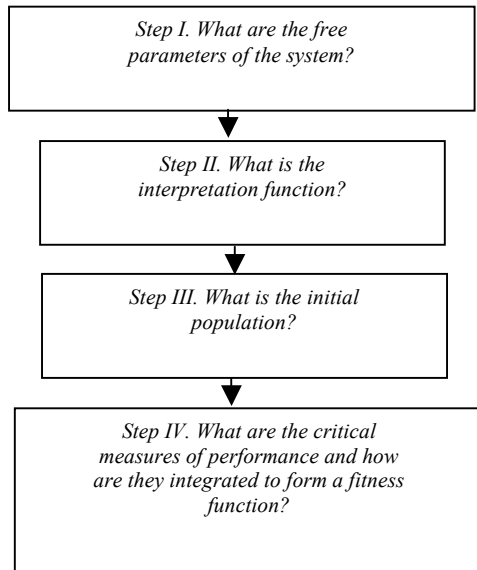 Step I. What are the free
parameters of the system?
Step II. What is the
interpretation function?
Step III. What is the initial
population?
Step IV. What are the critical
measures of performance and how
are they integrated to form a fitness
function?